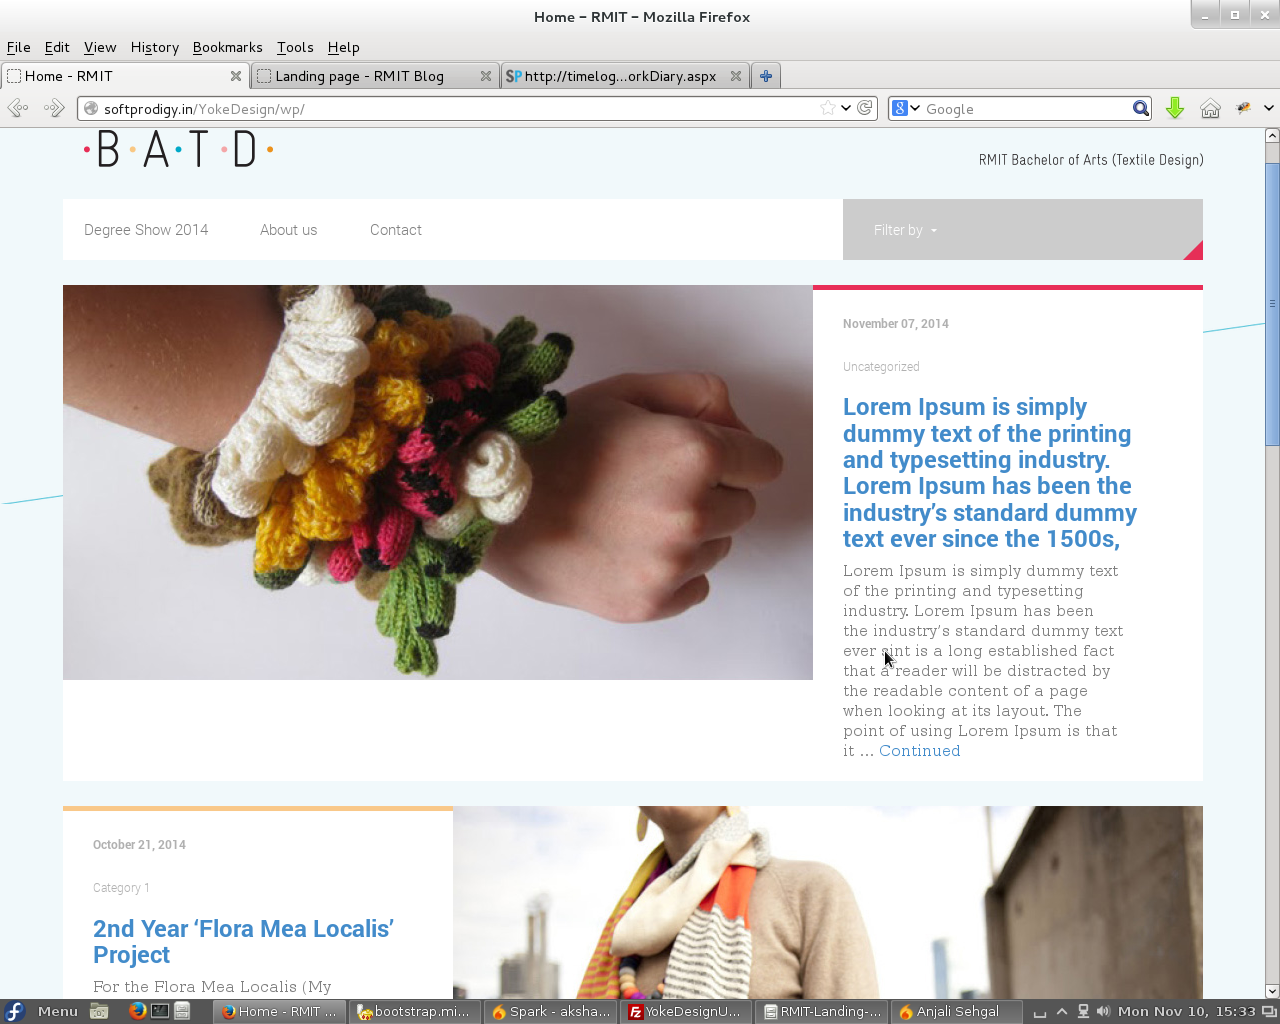 Home - RMIT - Mozilla Firefox
File Edit View History Bookmarks Tools Help
Home - RMIT
Landing page - RMIT Blog
SP http://timelog...orkDiary.aspx
softprodigy.in/YokeDesign/wp/
8 Google
B A T D
RMIT Bachelor of Arts (Textile Design)
Degree Show 2014 About us Contact
Filter by
November 07, 2014
Uncategorized
Lorem Ipsum is simply
dummy text of the printing
and typesetting industry.
Lorem Ipsum has been the
industry’s standard dummy
text ever since the 1500s,
Lorem Ipsum is simply dummy text
of the printing and typesetting
industry. Lorem Ipsum has been
the industry’s standard dummy text
ever sint is a long established fact
that a reader will be distracted by
the readable content of a page
when looking at its layout. The
point of using Lorem Ipsum is that
it … Continued
October 21, 2014
Category 1
2nd Year ‘Flora Mea Localis’
Project
For the Flora Mea Localis (My
Menu
Home - RMIT ...
bootstrap.mi...
Spark - aksha...
YokeDesignU...
RMIT-Landing-...
Anjali Sehgal
Mon Nov 10, 15:33